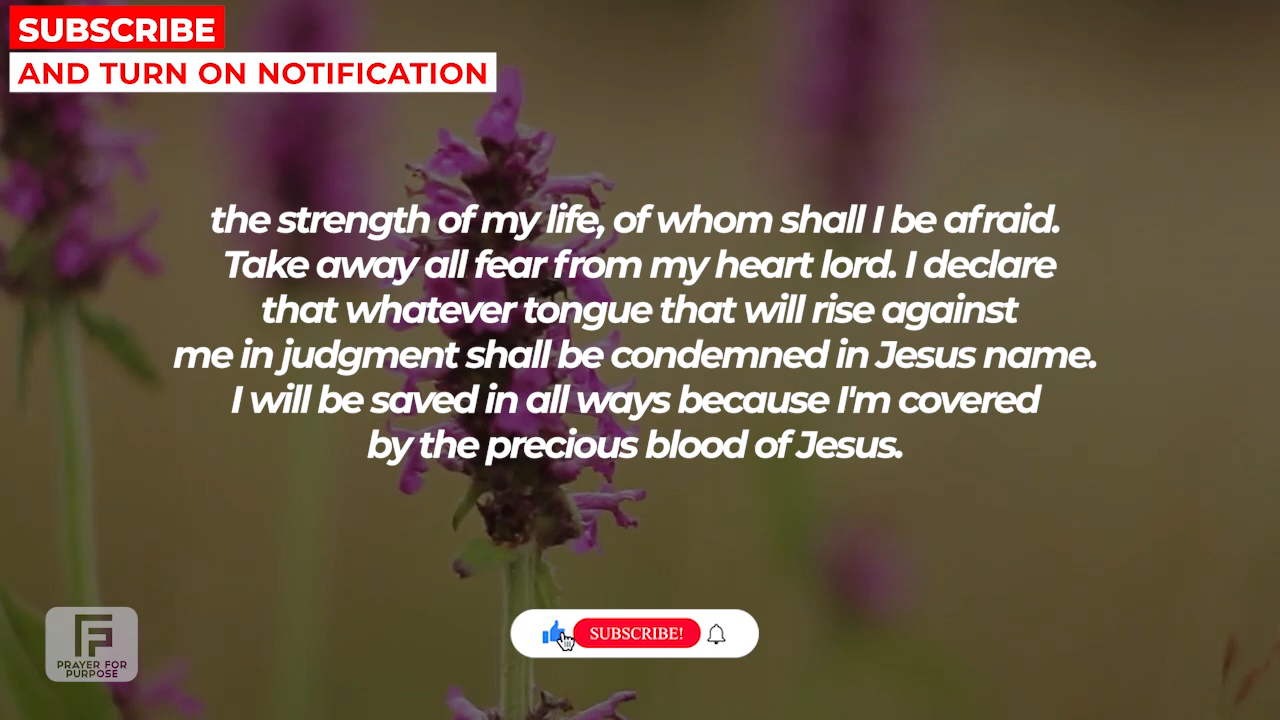 SUBSCRIBE
AND TURN ON NOTIFICATION
the strength of my life, of whom shall I be afraid.
Take away all fear from my heart lord. I declare
that whatever tongue that will rise against
me in judgment shall be condemned in Jesus name.
I will be saved in all ways because I'm covered
by the precious blood of Jesus.
SUBSCRIBE!
PRAYER FOR
PURPOSE